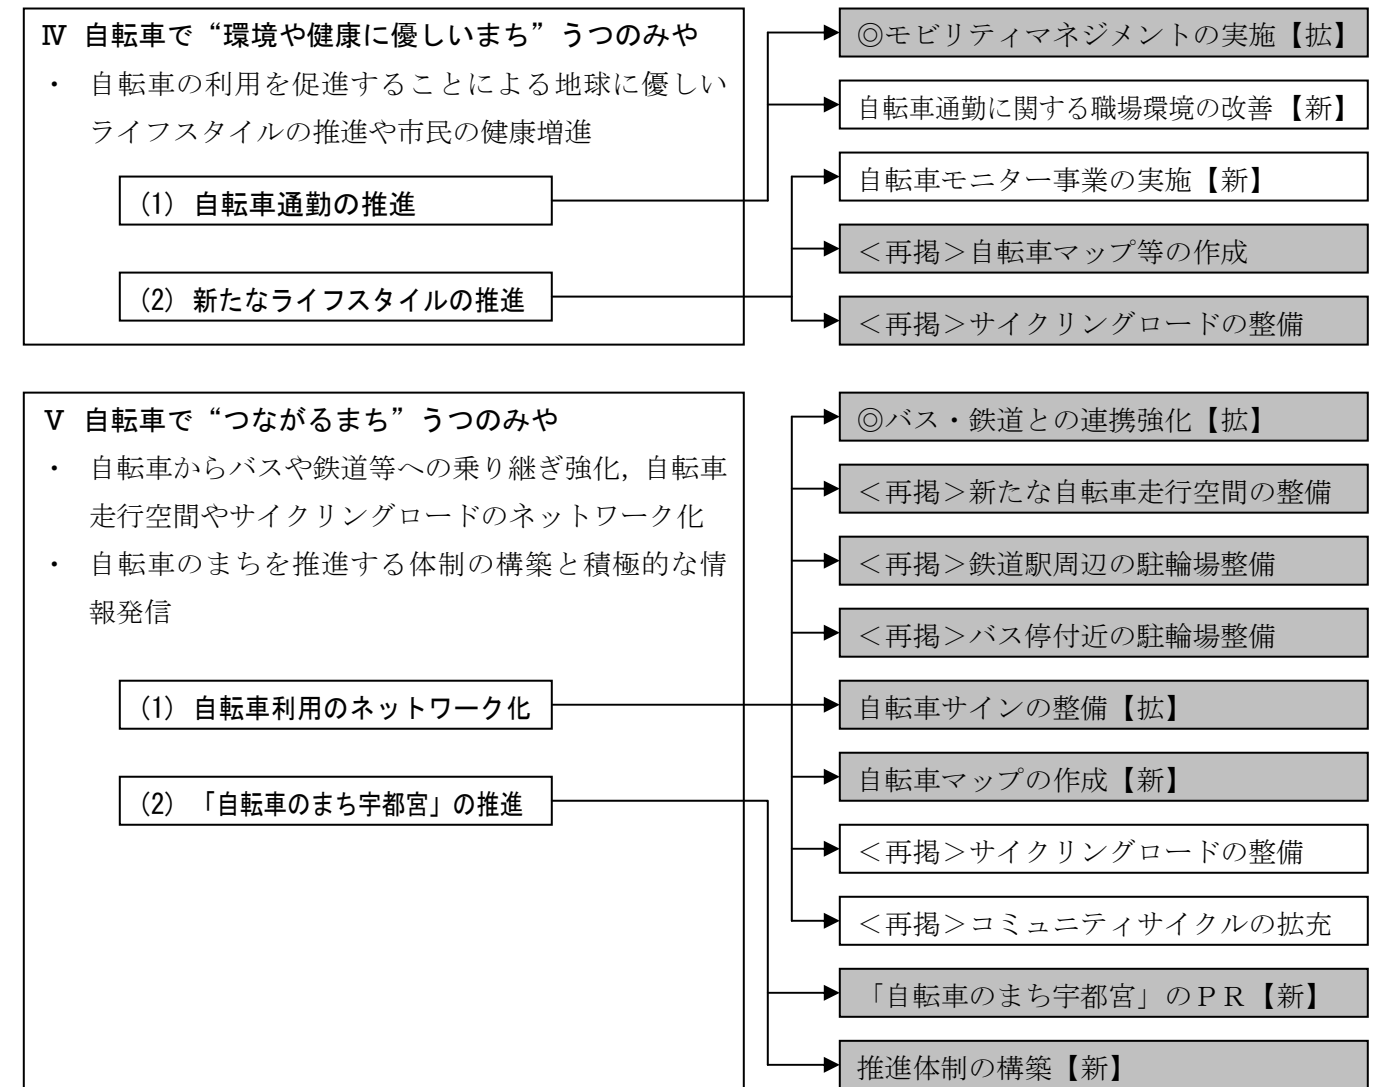 Ⅳ 自転車で“環境や健康に優しいまち”うつのみや
・ 自転車の利用を促進することによる地球に優しい
ライフスタイルの推進や市民の健康増進
(1) 自転車通勤の推進
(2) 新たなライフスタイルの推進
◎モビリティマネジメントの実施【拡】
自転車通勤に関する職場環境の改善【新】
自転車モニター事業の実施【新】
＜再掲＞自転車マップ等の作成
＜再掲＞サイクリングロードの整備
Ⅴ 自転車で“つながるまち”うつのみや
・ 自転車からバスや鉄道等への乗り継ぎ強化，自転車
走行空間やサイクリングロードのネットワーク化
・ 自転車のまちを推進する体制の構築と積極的な情
報発信
(1) 自転車利用のネットワーク化
(2) 「自転車のまち宇都宮」の推進
◎バス・鉄道との連携強化【拡】
＜再掲＞新たな自転車走行空間の整備
＜再掲＞鉄道駅周辺の駐輪場整備
＜再掲＞バス停付近の駐輪場整備
自転車サインの整備【拡】
自転車マップの作成【新】
＜再掲＞サイクリングロードの整備
＜再掲＞コミュニティサイクルの拡充
「自転車のまち宇都宮」のＰＲ【新】
推進体制の構築【新】